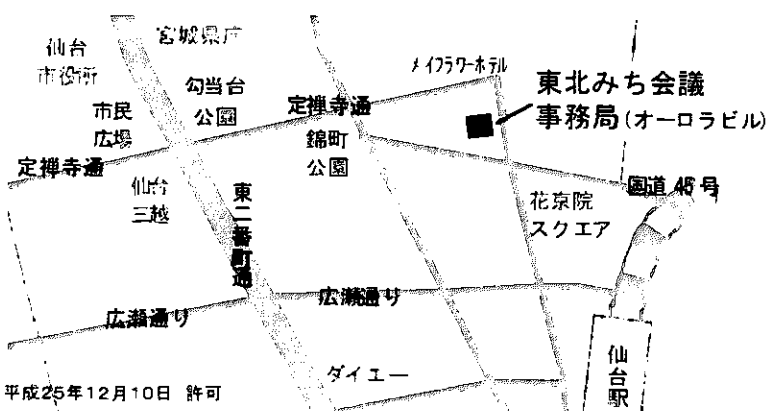 宮城県庁
仙台
市役所
メイフラワーホテル
勾当台
公園
東北みち会議
事務局(オーロラビル)
市民
広場
定禅寺通
錦町
公園
定禅寺通
仙台
三越
東二番町通
国道 45号
花京院
スクエア
広瀬通り
広瀬通り
仙台駅
ダイエー
平成25年12月10日 許可